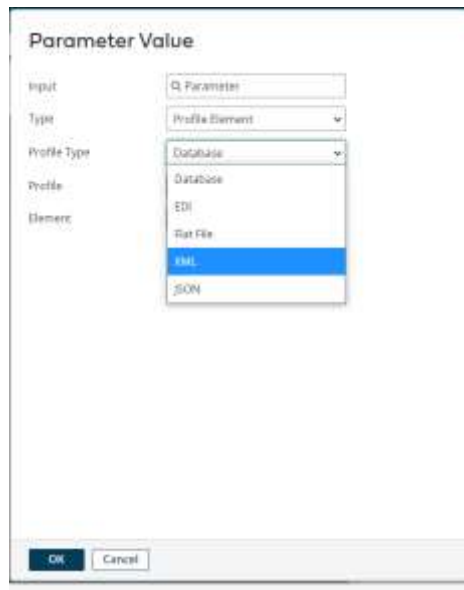 Parameter Value
Input
Parameter
Type
Profile Element
Profile Type
Database
Profile
Database
EDI
Element
Flat File
XML
JSON
OK
Cancel